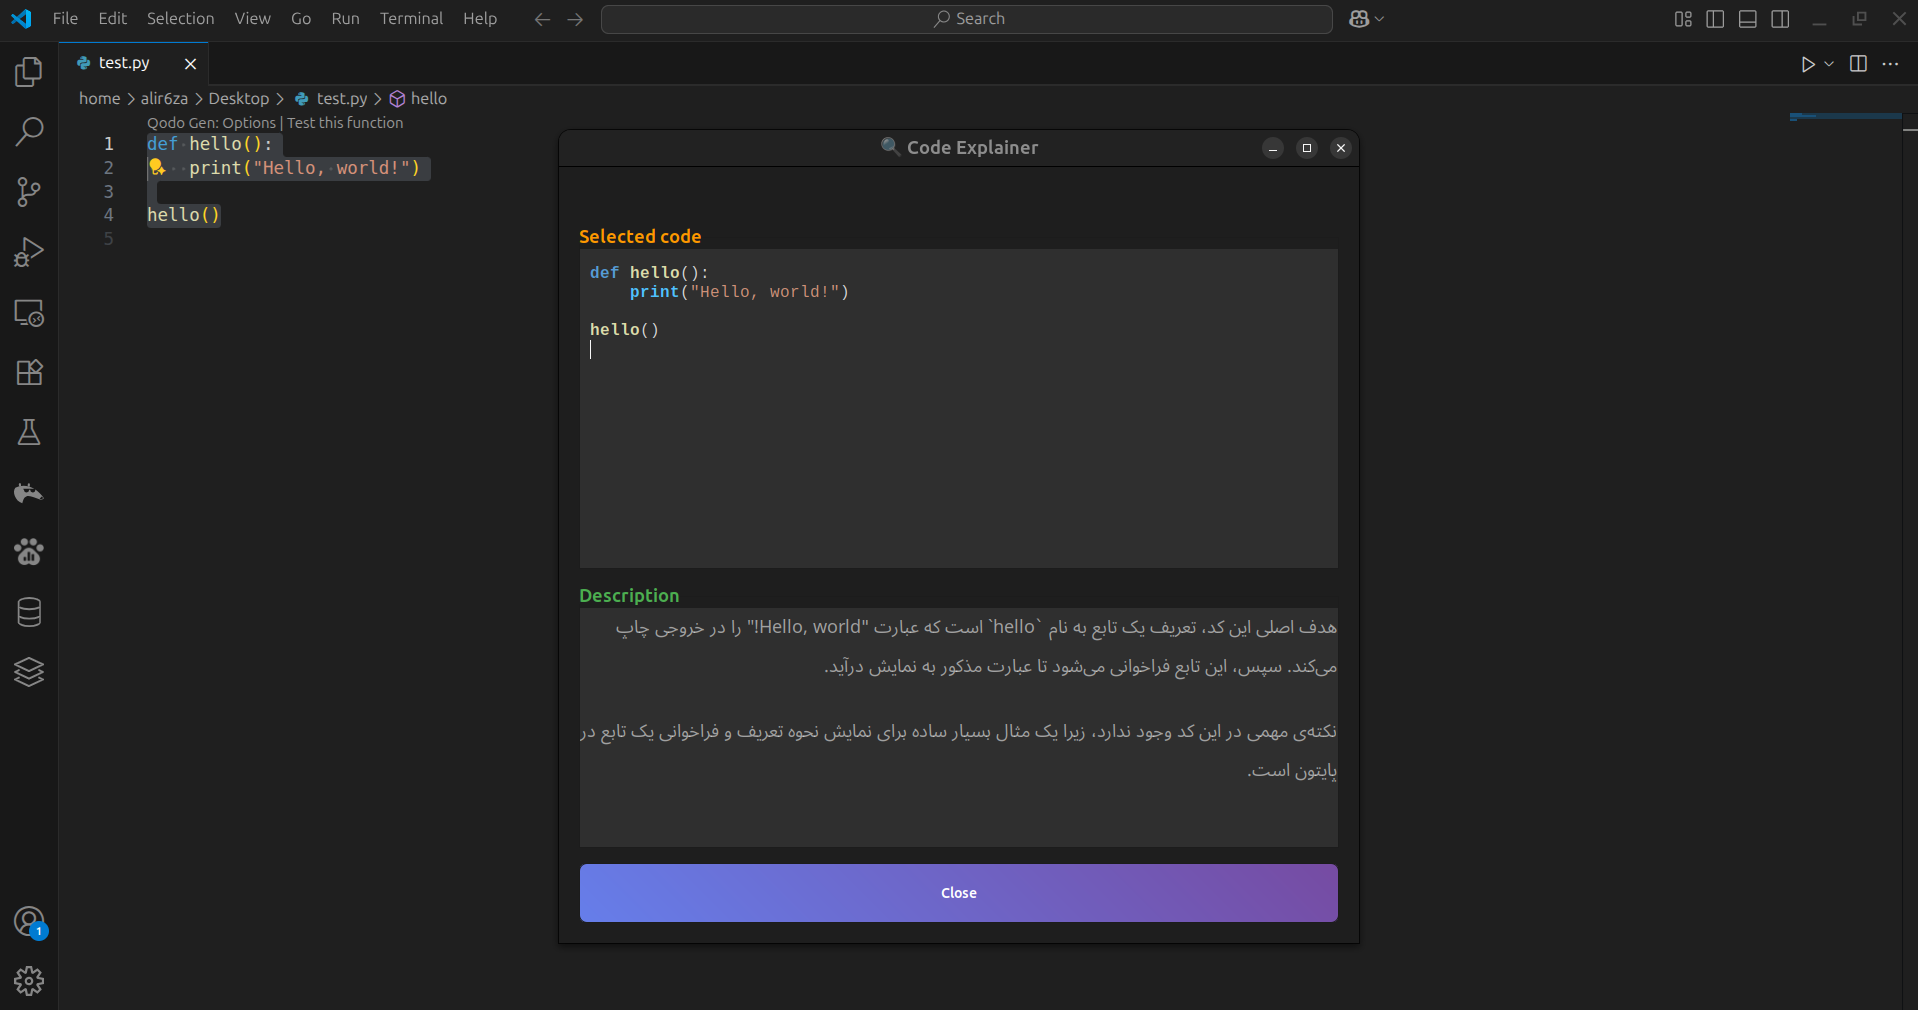 File Edit Selection View Go Run Terminal Help
Search
test.py
home > alir6za > Desktop > test.py > hello
Qodo Gen: Options | Test this function
1 def hello():
2 print("Hello, world!")
3
4 hello()
5
Code Explainer
Selected code
def hello():
    print("Hello, world!")
hello()
Description
هدف اصلی این کد، تعریف یک تابع به نام `hello` است که عبارت "Hello, world!" را در خروجی چاپ
می‌کند. سپس، این تابع فراخوانی می‌شود تا عبارت مذکور به نمایش درآید.
نکته‌ی مهمی در این کد وجود ندارد، زیرا یک مثال بسیار ساده برای نمایش نحوه تعریف و فراخوانی یک تابع در
پایتون است.
Close
1